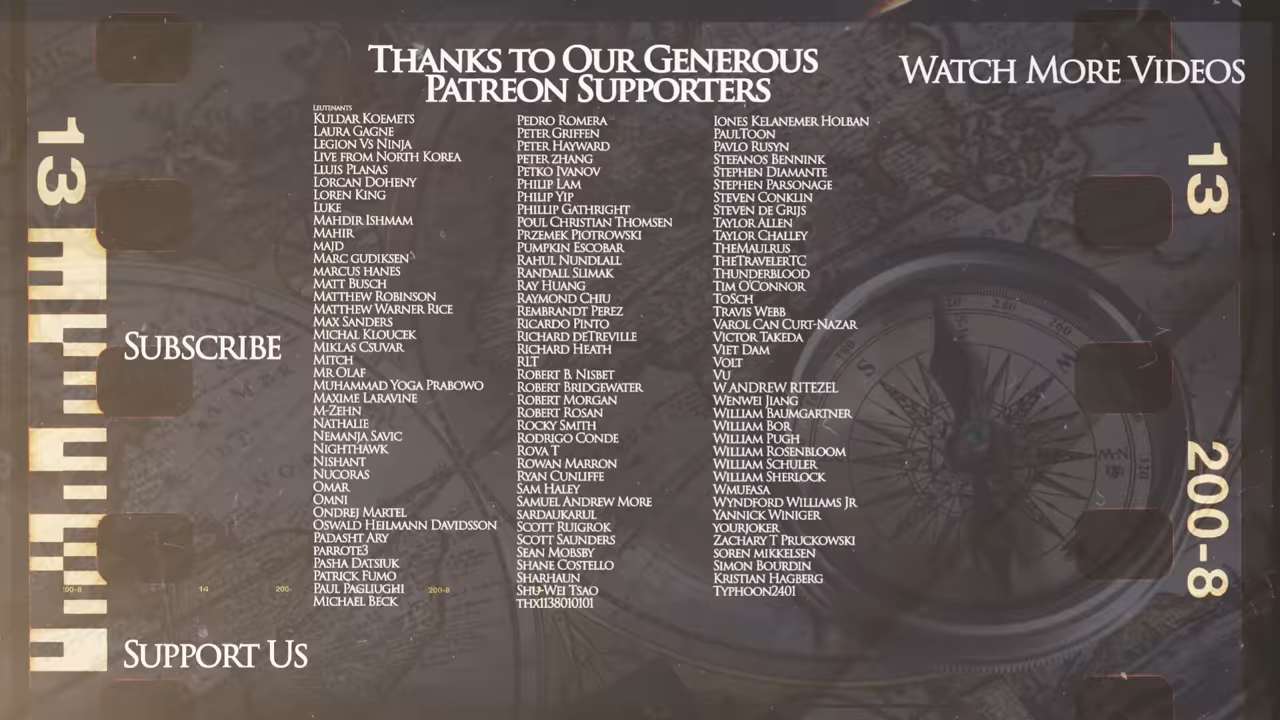 Thanks to Our Generous
Patreon Supporters
Watch More Videos
Lieutenants
Kuldar Koemets
Laura Gagne
Legion Vs Ninja
Live from North Korea
Lluis Planas
Lorcan Doheny
Loren King
Luke
Mahdir Ishmam
Mahir
majd
Marc gudiksen
marcus hanes
Matt Busch
Matthew Robinson
Matthew Warner Rice
Max Sanders
Michal Kloucek
Miklas Csuvar
Mitch
Mr Olaf
Muhammad Yoga Prabowo
Maxime Laravine
M-Zehn
Nathalie
Nemanja Savic
Nighthawk
Nishant
Nucoras
Omar
Omni
Ondrej Martel
Oswald Heilmann Davidsson
Padasht Ary
parrote3
Pasha Datsiuk
Patrick Fumo
Paul Pagliughi
Michael Beck
Pedro Romera
Peter Griffen
Peter Hayward
peter zhang
Petko Ivanov
Philip Lam
Philip Yip
Phillip Gathright
Poul Christian Thomsen
Przemek Piotrowski
Pumpkin Escobar
Rahul Nundlall
Randall Slimak
Ray Huang
Raymond Chiu
Rembrandt Perez
Ricardo Pinto
Richard deTreville
Richard Heath
RLT
Robert B. Nisbet
Robert Bridgewater
Robert Morgan
Robert Rosan
Rocky Smith
Rodrigo Conde
Rova T
Rowan Marron
Ryan Cunliffe
Sam Haley
Samuel Andrew More
sardaukarul
Scott Ruigrok
Scott Saunders
Sean Mobsby
Shane Costello
Sharhaun
Shu-Wei Tsao
thx1138010101
Iones Kelanemer Holban
PaulToon
Pavlo Rusyn
Stefanos Bennink
Stephen Diamante
Stephen Parsonage
Steven Conklin
Steven de Grijs
Taylor Allen
Taylor Challey
TheMaulrus
TheTravelerTC
Thunderblood
Tim O'Connor
ToSch
Travis Webb
Varol Can Curt-Nazar
Victor Takeda
Viet Dam
Volt
Vu
W ANDREW RITEZEL
Wenwei Jiang
William Baumgartner
William Bor
William Pugh
William Rosenbloom
William Schuler
William Sherlock
Wmufasa
Wyndford Williams Jr
Yannick Winiger
yourjoker
Zachary T Pruckowski
soren mikkelsen
Simon Bourdin
Kristian Hagberg
Typhoon2401
Subscribe
Support Us
13
13
200-8
14
200-
200-8